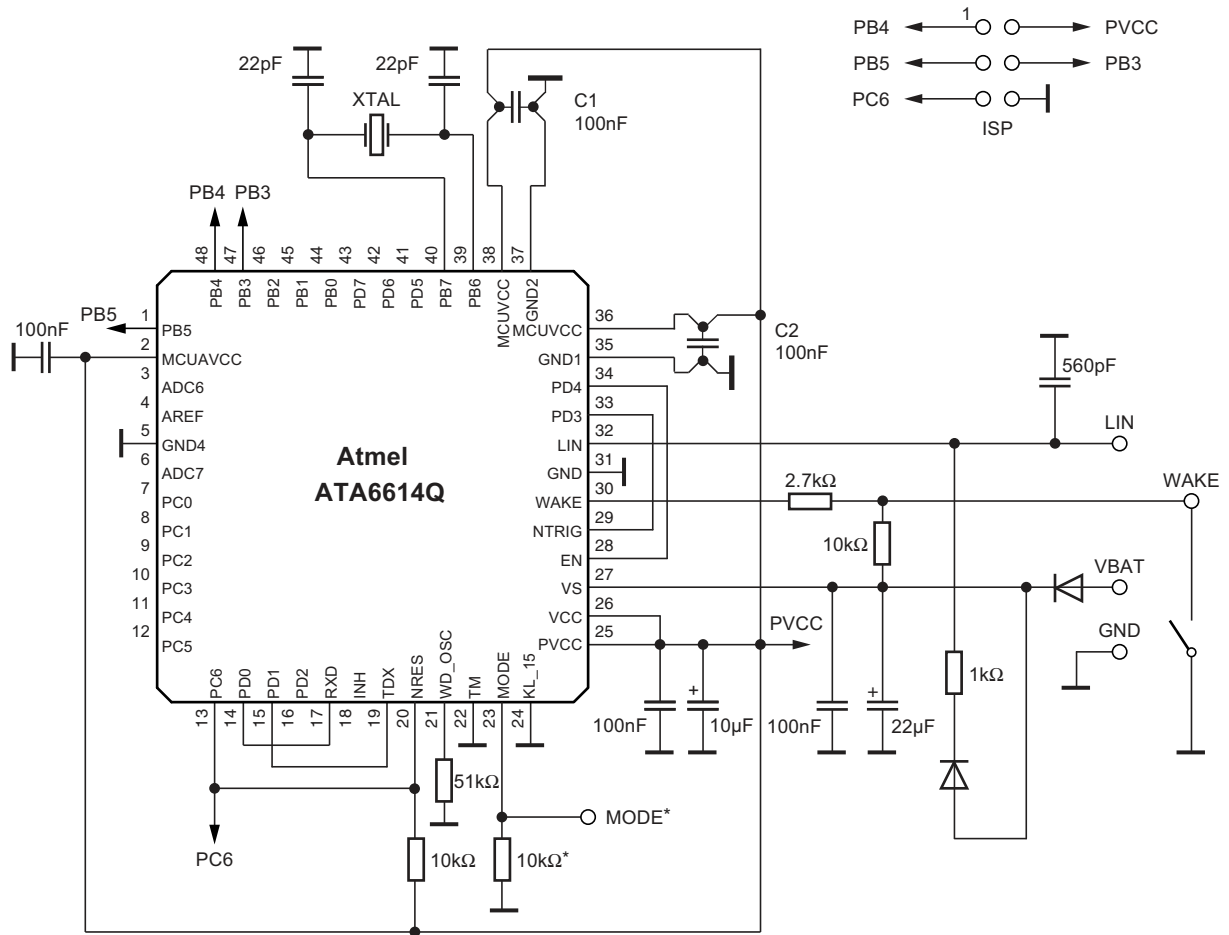 PB4 1 PVCC
PB5 PB3
PC6
ISP
22pF 22pF
XTAL
C1
100nF
PB4 PB3
48 47 46 45 44 43 42 41 40 39 38 37
PB4 PB3 PB2 PB1 PB0 PD7 PD6 PD5 PB7 PB6 MCUVCC GND2
PB5
100nF
1 PB5
2 MCUAVCC
3 ADC6
4 AREF
5 GND4
6 ADC7
7 PC0
8 PC1
9 PC2
10 PC3
11 PC4
12 PC5
Atmel
ATA6614Q
MCUVCC 36
GND1 35
PD4 34
PD3 33
LIN 32
GND 31
WAKE 30
NTRIG 29
EN 28
VS 27
VCC 26
PVCC 25
C2
100nF
560pF
LIN
2.7kΩ
WAKE
10kΩ
VBAT
PVCC
GND
1kΩ
100nF
+
10µF
100nF
+
22µF
PC6 PD0 PD1 PD2 RXD INH TDX NRES WD_OSC TM MODE KL_15
13 14 15 16 17 18 19 20 21 22 23 24
51kΩ
MODE*
PC6
10kΩ
10kΩ*